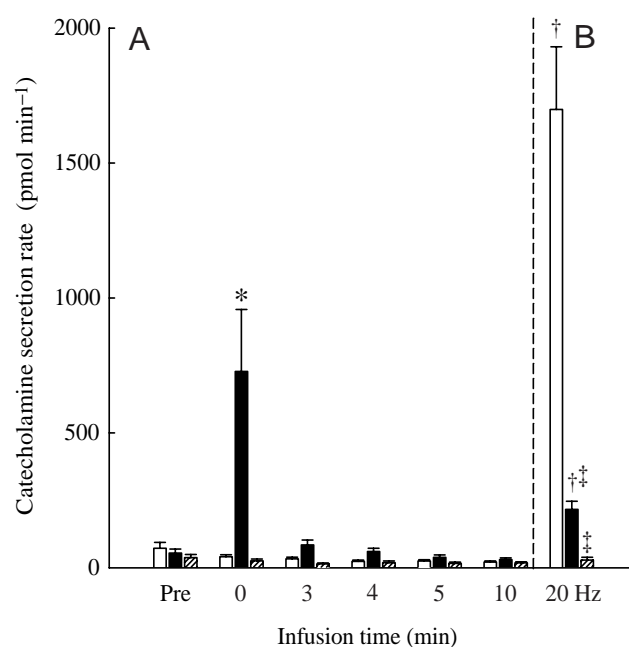 Catecholamine secretion rate (pmol min−1)
2000
1500
1000
500
0
A
B
*
†
†‡
‡
Pre
0
3
4
5
10
20 Hz
Infusion time (min)